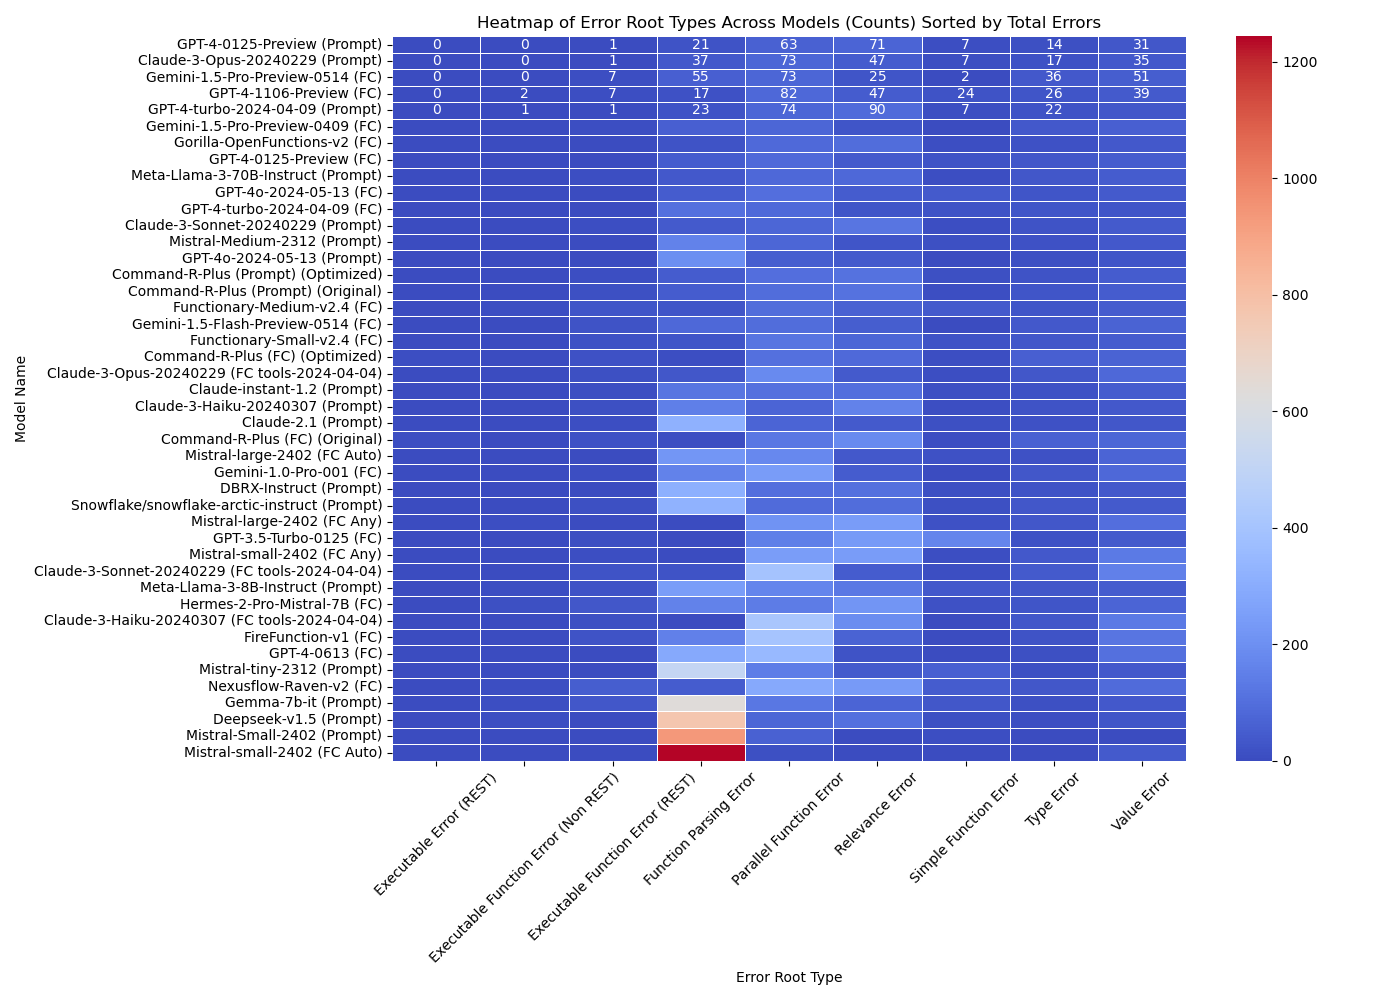 Heatmap of Error Root Types Across Models (Counts) Sorted by Total Errors
GPT-4-0125-Preview (Prompt) 0 0 1 21 63 71 7 14 31
Claude-3-Opus-20240229 (Prompt) 0 0 1 37 73 47 7 17 35
Gemini-1.5-Pro-Preview-0514 (FC) 0 0 7 55 73 25 2 36 51
GPT-4-1106-Preview (FC) 0 2 7 17 82 47 24 26 39
GPT-4-turbo-2024-04-09 (Prompt) 0 1 1 23 74 90 7 22
Gemini-1.5-Pro-Preview-0409 (FC)
Gorilla-OpenFunctions-v2 (FC)
GPT-4-0125-Preview (FC)
Meta-Llama-3-70B-Instruct (Prompt)
GPT-4o-2024-05-13 (FC)
GPT-4-turbo-2024-04-09 (FC)
Claude-3-Sonnet-20240229 (Prompt)
Mistral-Medium-2312 (Prompt)
GPT-4o-2024-05-13 (Prompt)
Command-R-Plus (Prompt) (Optimized)
Command-R-Plus (Prompt) (Original)
Functionary-Medium-v2.4 (FC)
Gemini-1.5-Flash-Preview-0514 (FC)
Functionary-Small-v2.4 (FC)
Command-R-Plus (FC) (Optimized)
Claude-3-Opus-20240229 (FC tools-2024-04-04)
Claude-instant-1.2 (Prompt)
Claude-3-Haiku-20240307 (Prompt)
Claude-2.1 (Prompt)
Command-R-Plus (FC) (Original)
Mistral-large-2402 (FC Auto)
Gemini-1.0-Pro-001 (FC)
DBRX-Instruct (Prompt)
Snowflake/snowflake-arctic-instruct (Prompt)
Mistral-large-2402 (FC Any)
GPT-3.5-Turbo-0125 (FC)
Mistral-small-2402 (FC Any)
Claude-3-Sonnet-20240229 (FC tools-2024-04-04)
Meta-Llama-3-8B-Instruct (Prompt)
Hermes-2-Pro-Mistral-7B (FC)
Claude-3-Haiku-20240307 (FC tools-2024-04-04)
FireFunction-v1 (FC)
GPT-4-0613 (FC)
Mistral-tiny-2312 (Prompt)
Nexusflow-Raven-v2 (FC)
Gemma-7b-it (Prompt)
Deepseek-v1.5 (Prompt)
Mistral-Small-2402 (Prompt)
Mistral-small-2402 (FC Auto)
Model Name
Executable Error (REST)
Executable Function Error (Non REST)
Executable Function Error (REST)
Function Parsing Error
Parallel Function Error
Relevance Error
Simple Function Error
Type Error
Value Error
Error Root Type
1200
1000
800
600
400
200
0